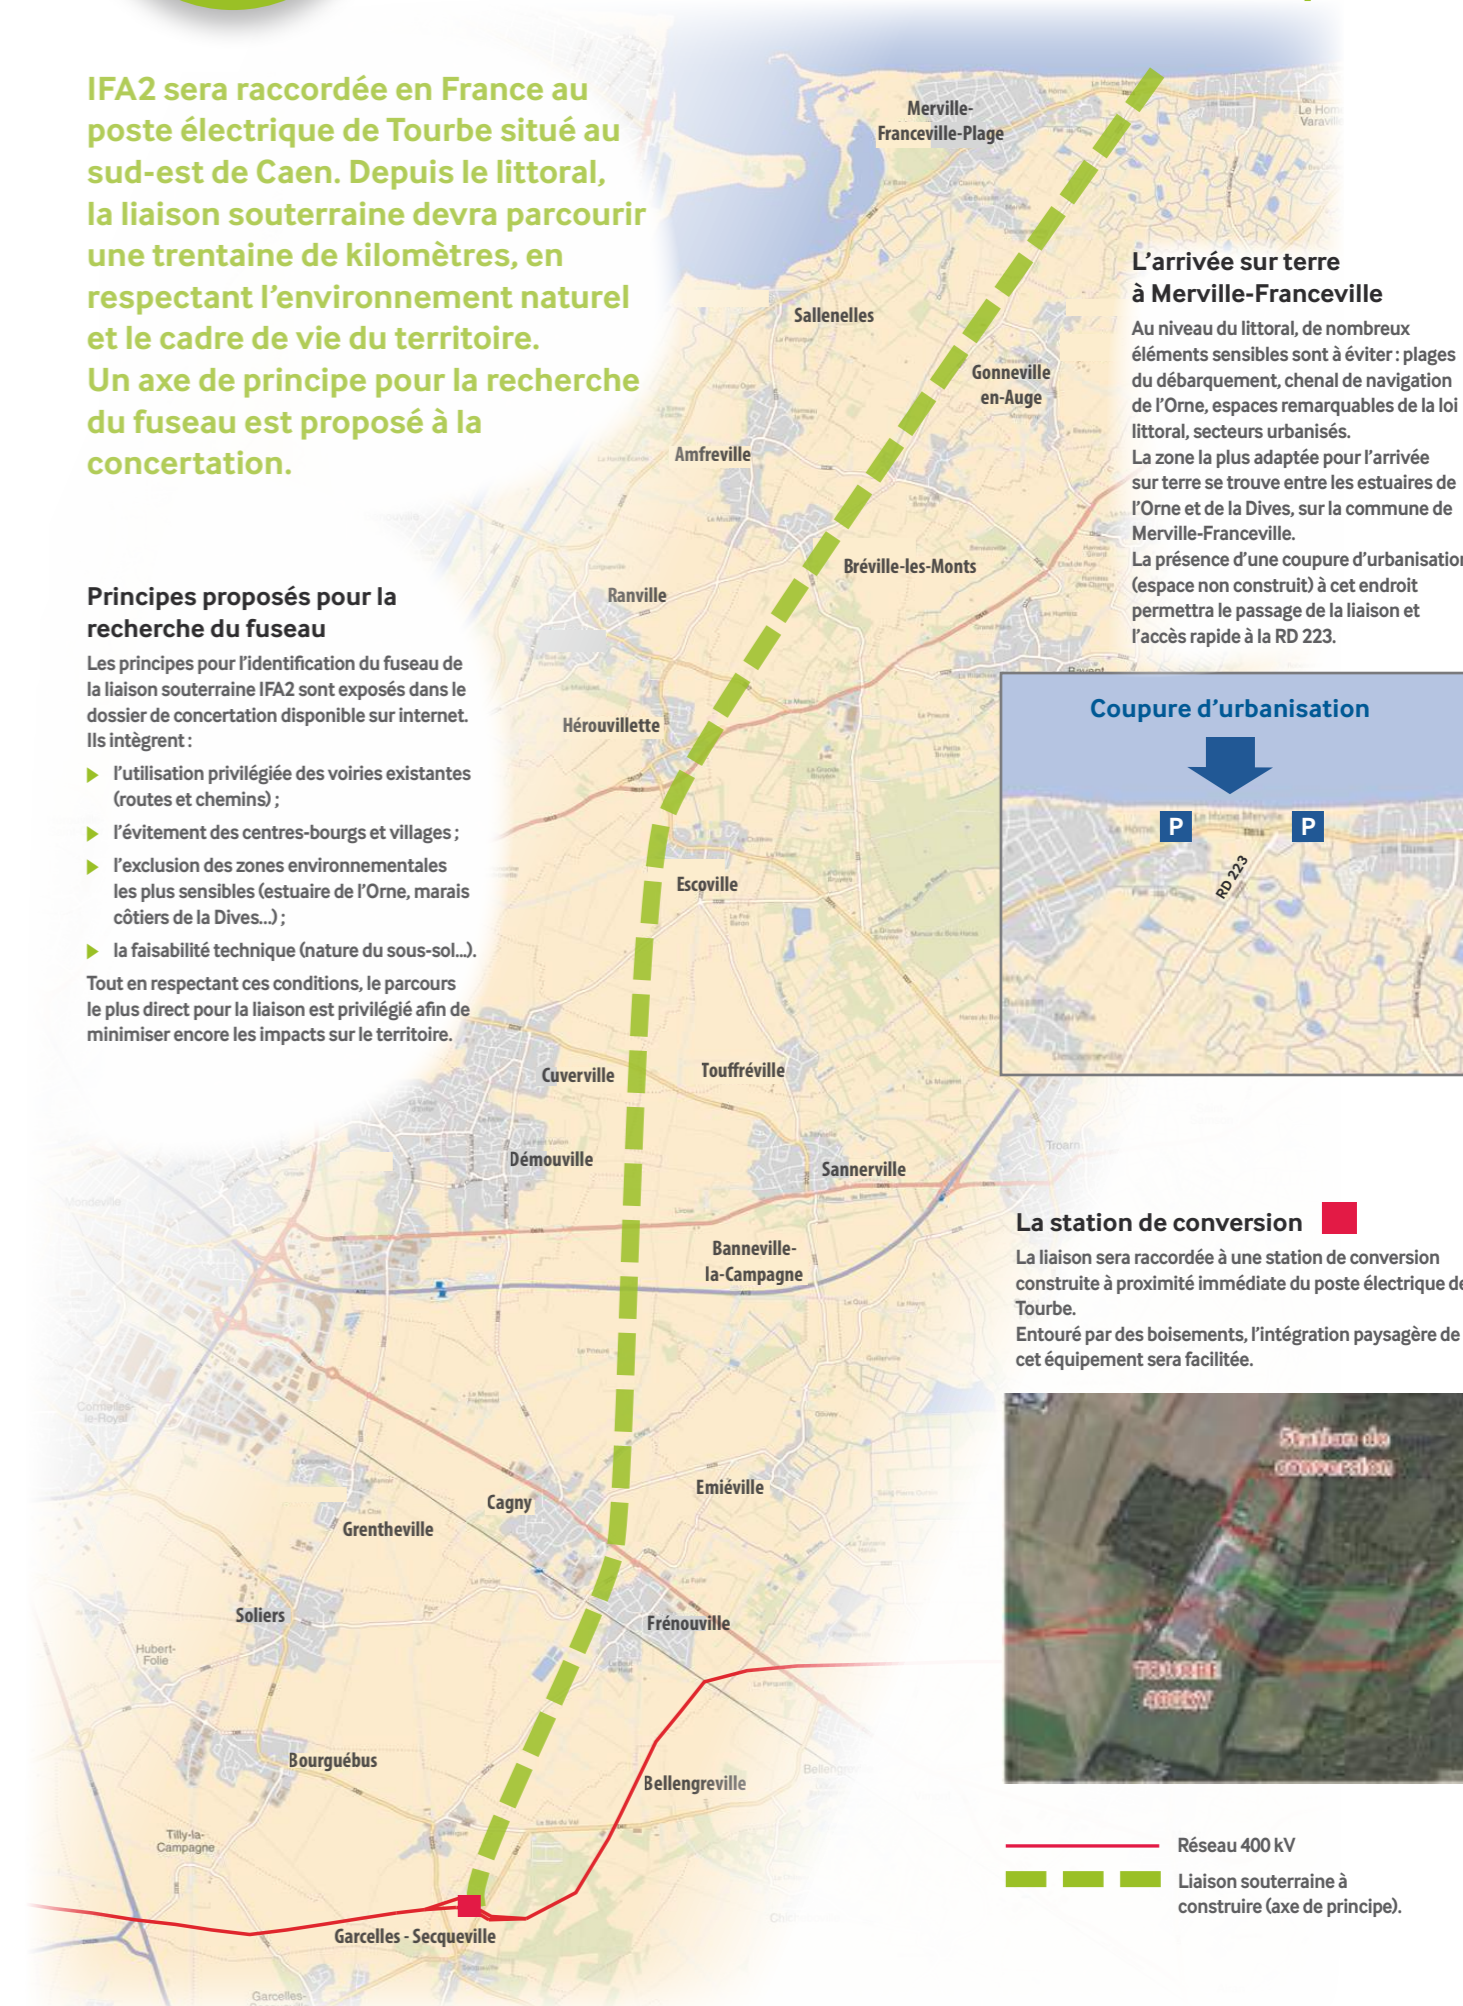 IFA2 sera raccordée en France au
poste électrique de Tourbe situé au
sud-est de Caen. Depuis le littoral,
la liaison souterraine devra parcourir
une trentaine de kilomètres, en
respectant l’environnement naturel
et le cadre de vie du territoire.
Un axe de principe pour la recherche
du fuseau est proposé à la
concertation.
Principes proposés pour la
recherche du fuseau
Les principes pour l’identification du fuseau de
la liaison souterraine IFA2 sont exposés dans le
dossier de concertation disponible sur internet.
Ils intègrent :
l’utilisation privilégiée des voiries existantes
(routes et chemins) ;
l’évitement des centres-bourgs et villages ;
l’exclusion des zones environnementales
les plus sensibles (estuaire de l’Orne, marais
côtiers de la Dives...) ;
la faisabilité technique (nature du sous-sol...).
Tout en respectant ces conditions, le parcours
le plus direct pour la liaison est privilégié afin de
minimiser encore les impacts sur le territoire.
Merville-
Franceville-Plage
Sallenelles
Gonneville
en-Auge
Amfreville
Bréville-les-Monts
Ranville
Hérouvillette
Escoville
Cuverville
Touffréville
Démouville
Sannerville
Banneville-
la-Campagne
Troarn
Mondeville
Cormelles-
le-Royal
Cagny
Emiéville
Grentheville
Soliers
Frénouville
Hubert-
Folie
Bourguébus
Bellengreville
Tilly-la-
Campagne
Garcelles - Secqueville
Garcelles-
L’arrivée sur terre
à Merville-Franceville
Au niveau du littoral, de nombreux
éléments sensibles sont à éviter : plages
du débarquement, chenal de navigation
de l’Orne, espaces remarquables de la loi
littoral, secteurs urbanisés.
La zone la plus adaptée pour l’arrivée
sur terre se trouve entre les estuaires de
l’Orne et de la Dives, sur la commune de
Merville-Franceville.
La présence d’une coupure d’urbanisation
(espace non construit) à cet endroit
permettra le passage de la liaison et
l’accès rapide à la RD 223.
Coupure d’urbanisation
P
P
RD 223
La station de conversion
La liaison sera raccordée à une station de conversion
construite à proximité immédiate du poste électrique de
Tourbe.
Entouré par des boisements, l’intégration paysagère de
cet équipement sera facilitée.
Station de
conversion
TOURBE
400kV
Réseau 400 kV
Liaison souterraine à
construire (axe de principe).